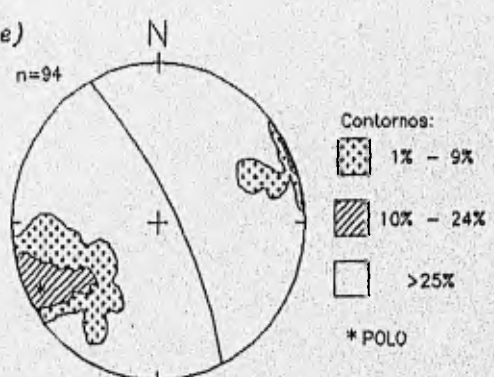 e)
N
n=94
Contornos:
1% - 9%
10% - 24%
>25%
* POLO